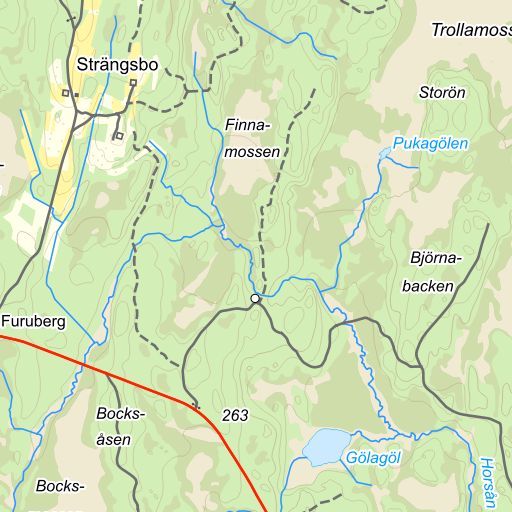 Trollamoss
Strängsbo
Storön
Finna-
mossen
Pukagölen
Björna-
backen
Furuberg
Bocks-
åsen
263
Gölagöl
Horsån
Bocks-